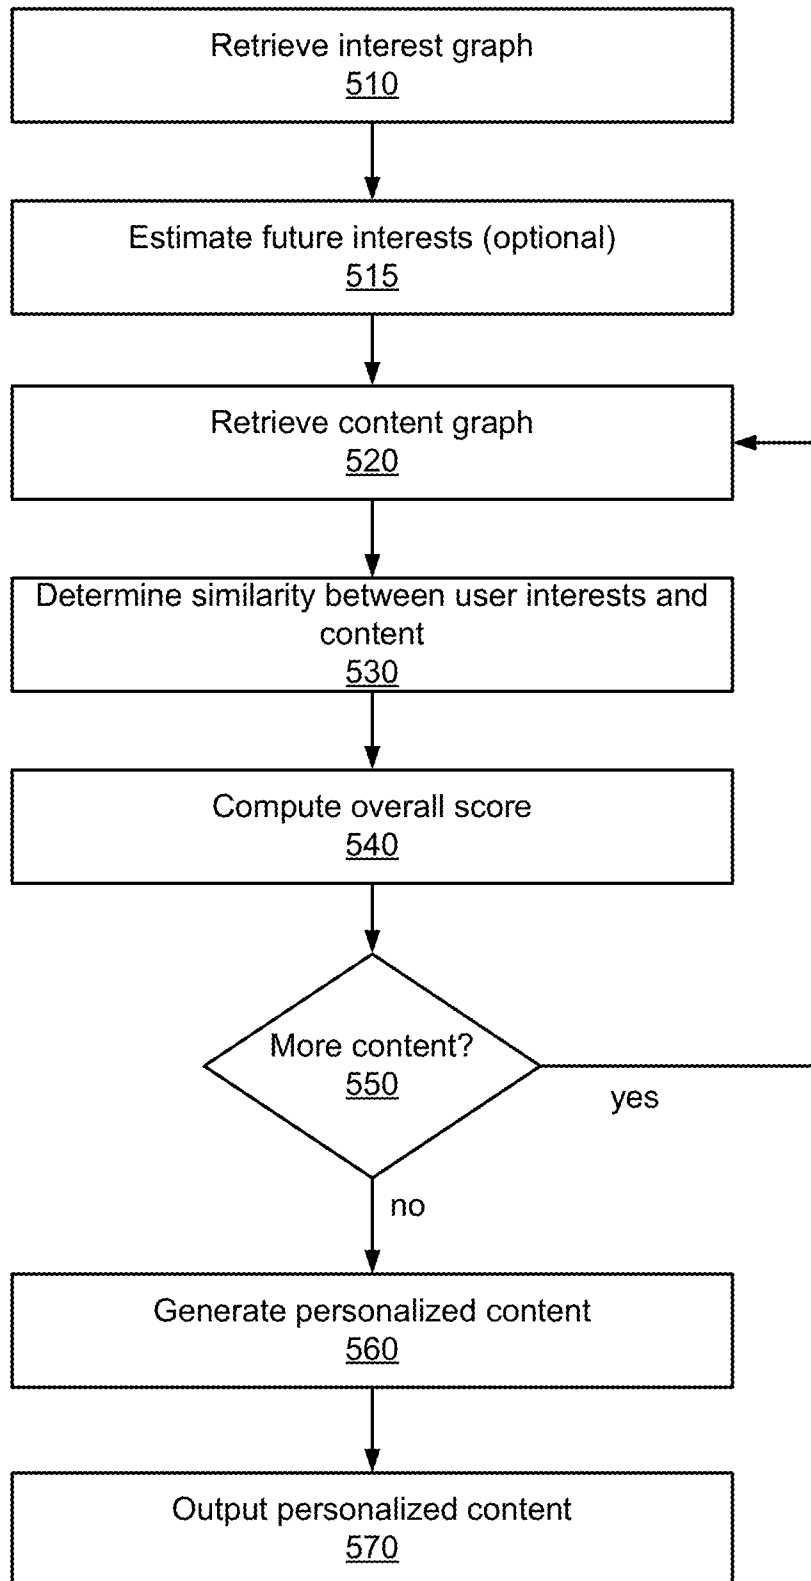 Retrieve interest graph
510
Estimate future interests (optional)
515
Retrieve content graph
520
Determine similarity between user interests and
content
530
Compute overall score
540
More content?
550
yes
no
Generate personalized content
560
Output personalized content
570